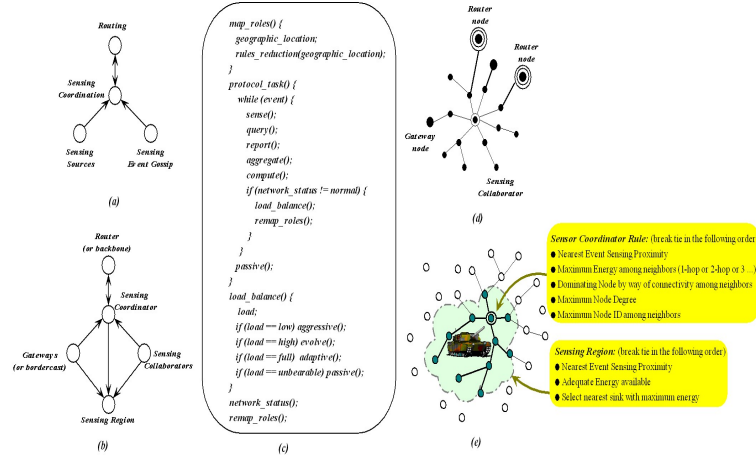 Routing
Sensing
Coordination
Sensing
Sources
Sensing
Event Gossip
(a)
Router
(or backbone)
Sensing
Coordinator
Gateways
(or bordercast)
Sensing
Collaborators
Sensing Region
(b)
map_roles() {
geographic_location;
rules_reduction(geographic_location);
}
protocol_task() {
while (event) {
sense();
query();
report();
aggregate();
compute();
if (network_status != normal) {
load_balance();
remap_roles();
}
}
passive();
}
load_balance() {
load;
if (load == low) aggressive();
if (load == high) evolve();
if (load == full) adaptive();
if (load == unbearable) passive();
}
network_status();
remap_roles();
(c)
Router
node
Router
node
Gateway
node
Sensing
Collaborator
(d)
Sensor Coordinator Rule: (break tie in the following order)
● Nearest Event Sensing Proximity
● Maximum Energy among neighbors (1-hop or 2-hop or 3 ...)
● Dominating Node by way of connectivity among neighbors
● Maximum Node Degree
● Maximum Node ID among neighbors
Sensing Region: (break tie in the following order)
● Nearest Event Sensing Proximity
● Adequate Energy available
● Select nearest sink with maximum energy
(e)